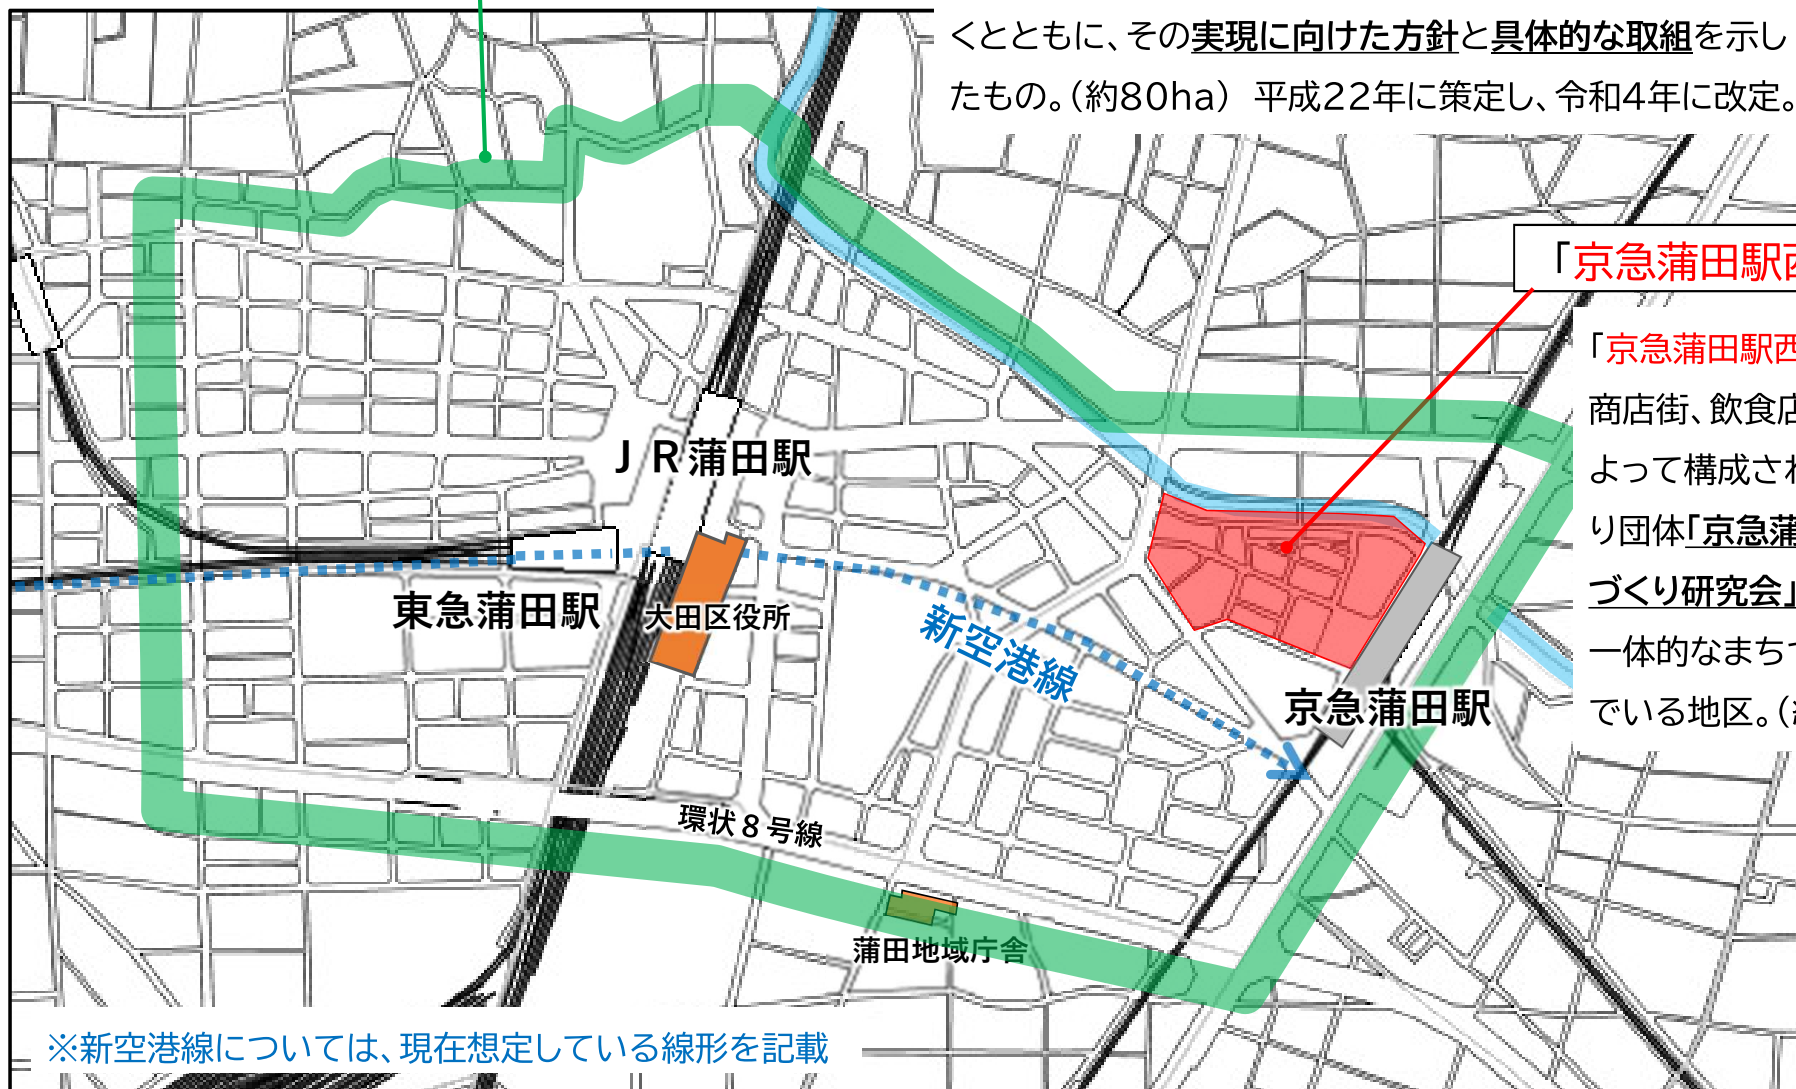 くとともに、その実現に向けた方針と具体的な取組を示し
たもの。（約80ha） 平成22年に策定し、令和4年に改定。
「京急蒲田駅西
「京急蒲田駅西
商店街、飲食店
よって構成され
り団体「京急蒲
づくり研究会」
一体的なまちづ
でいる地区。（約
ＪＲ蒲田駅
東急蒲田駅
大田区役所
新空港線
京急蒲田駅
環状８号線
蒲田地域庁舎
※新空港線については、現在想定している線形を記載